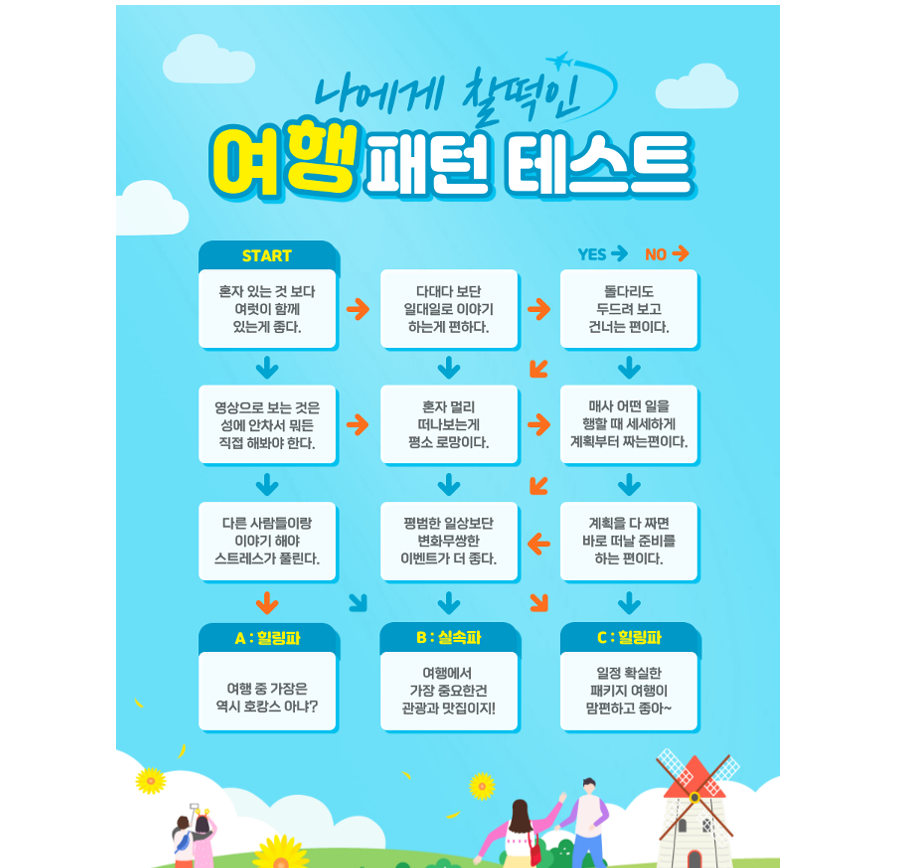 나에게 찰떡인
여행 패턴 테스트
START
YES
NO
혼자 있는 것 보다
여럿이 함께
있는게 좋다.
다대다 보단
일대일로 이야기
하는게 편하다.
돌다리도
두드려 보고
건너는 편이다.
영상으로 보는 것은
성에 안차서 뭐든
직접 해봐야 한다.
혼자 멀리
떠나보는게
평소 로망이다.
매사 어떤 일을
행할 때 세세하게
계획부터 짜는편이다.
다른 사람들이랑
이야기 해야
스트레스가 풀린다.
평범한 일상보단
변화무쌍한
이벤트가 더 좋다.
계획을 다 짜면
바로 떠날 준비를
하는 편이다.
A : 힐링파
여행 중 가장은
역시 호캉스 아냐?
B : 실속파
여행에서
가장 중요한건
관광과 맛집이지!
C : 힐링파
일정 확실한
패키지 여행이
맘편하고 좋아~